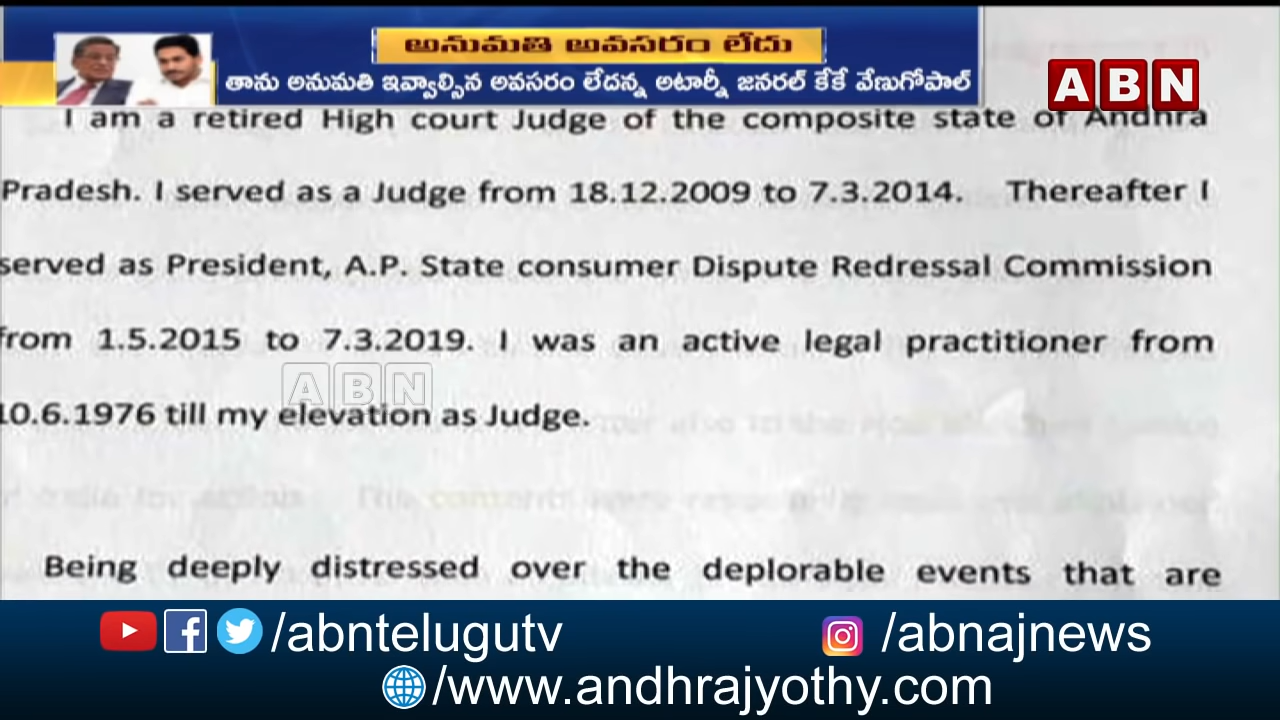 అనుమతి అవసరం లేదు
తాను అనుమతి ఇవ్వాల్సిన అవసరం లేదన్న అటార్నీ జనరల్ కేకే వేణుగోపాల్
ABN
I am a retired High court Judge of the composite state of Andhra
Pradesh. I served as a Judge from 18.12.2009 to 7.3.2014. Thereafter I
served as President, A.P. State consumer Dispute Redressal Commission
from 1.5.2015 to 7.3.2019. I was an active legal practitioner from
ABN
10.6.1976 till my elevation as Judge.
Being deeply distressed over the deplorable events that are
/abntelugutv
/abnajnews
/www.andhrajyothy.com